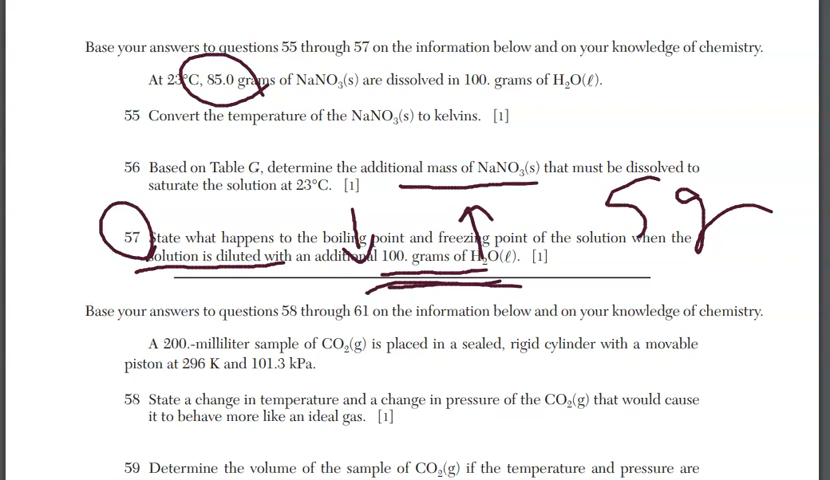 Base your answers to questions 55 through 57 on the information below and on your knowledge of chemistry.
At 23°C, 85.0 grams of NaNO₃(s) are dissolved in 100. grams of H₂O(ℓ).
55 Convert the temperature of the NaNO₃(s) to kelvins. [1]
56 Based on Table G, determine the additional mass of NaNO₃(s) that must be dissolved to
saturate the solution at 23°C. [1]
5g
57 State what happens to the boiling point and freezing point of the solution when the
solution is diluted with an additional 100. grams of H₂O(ℓ). [1]
Base your answers to questions 58 through 61 on the information below and on your knowledge of chemistry.
A 200.-milliliter sample of CO₂(g) is placed in a sealed, rigid cylinder with a movable
piston at 296 K and 101.3 kPa.
58 State a change in temperature and a change in pressure of the CO₂(g) that would cause
it to behave more like an ideal gas. [1]
59 Determine the volume of the sample of CO₂(g) if the temperature and pressure are